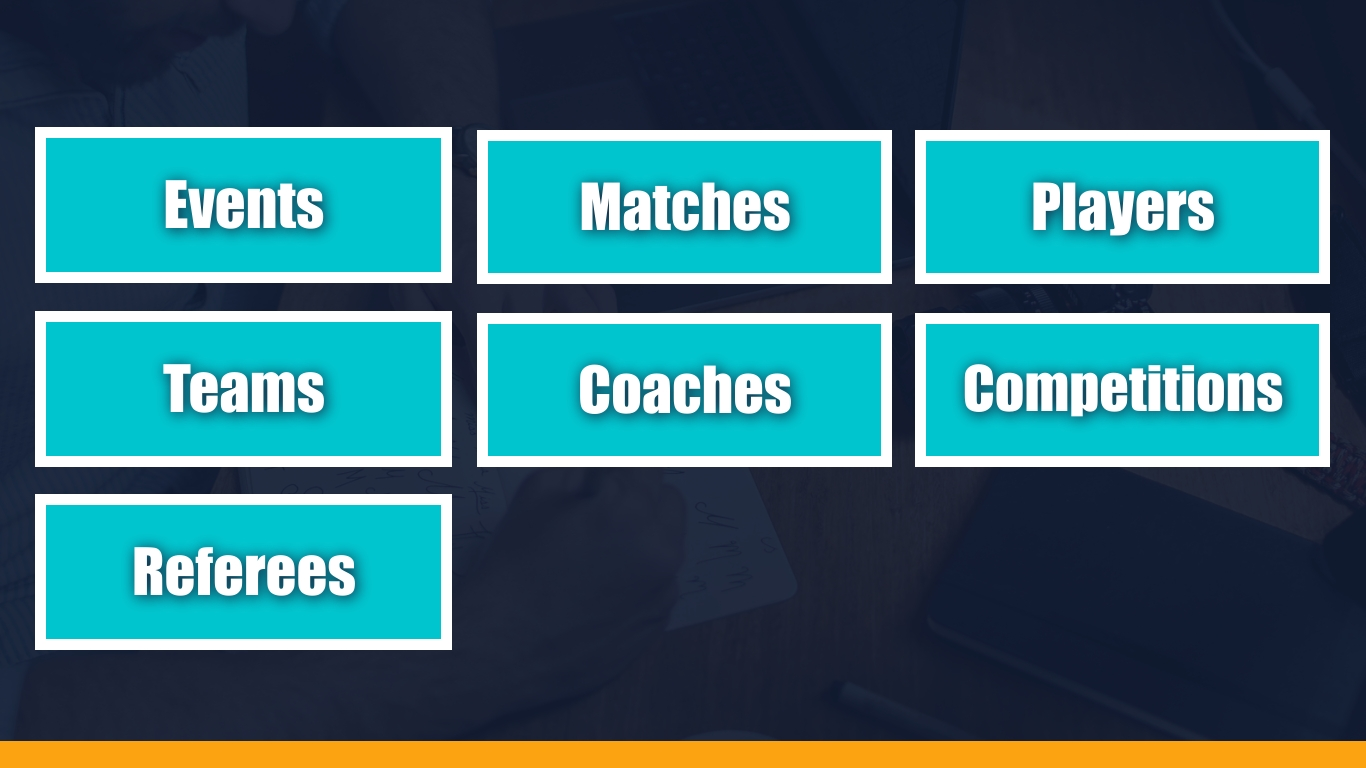 Events
Matches
Players
Teams
Coaches
Competitions
Referees